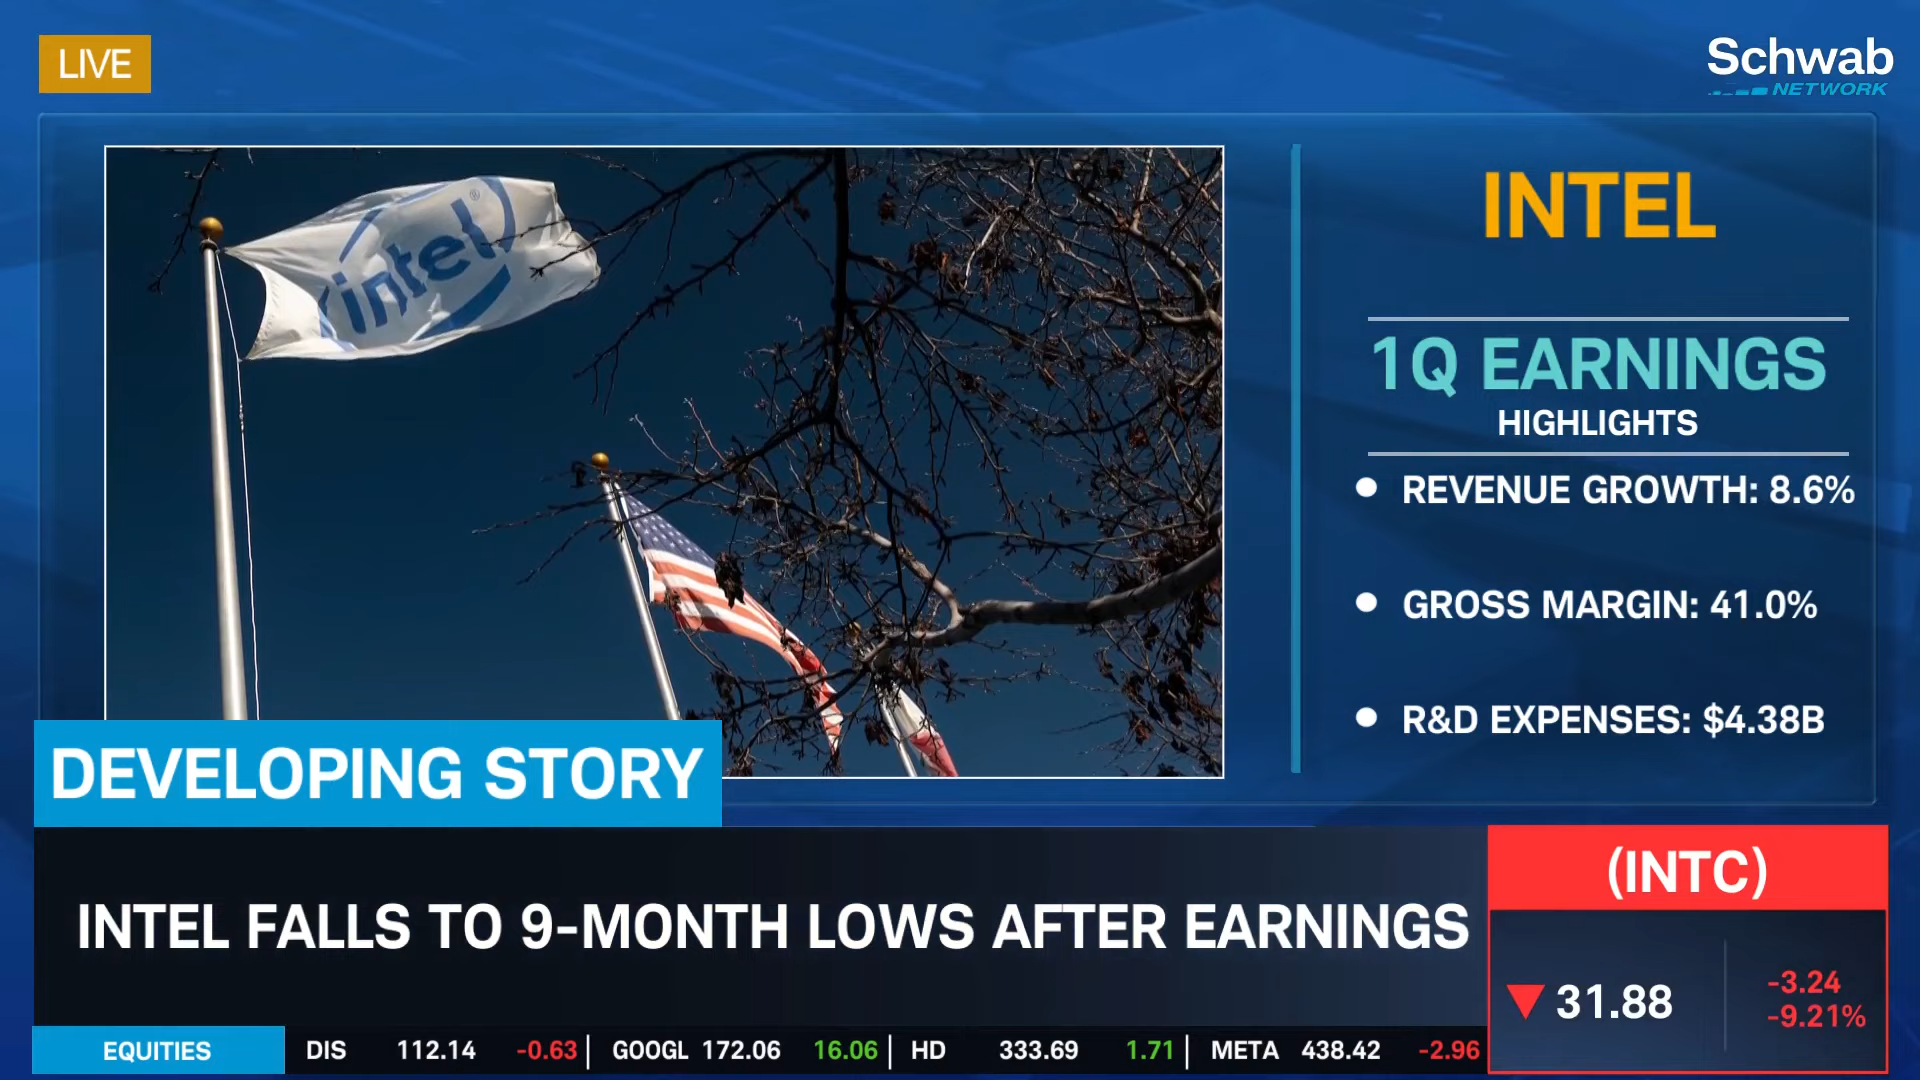 LIVE
Schwab
NETWORK
intel®
INTEL
1Q EARNINGS
HIGHLIGHTS
REVENUE GROWTH: 8.6%
GROSS MARGIN: 41.0%
R&D EXPENSES: $4.38B
DEVELOPING STORY
INTEL FALLS TO 9-MONTH LOWS AFTER EARNINGS
(INTC)
31.88
-3.24
-9.21%
EQUITIES DIS 112.14 -0.63 GOOGL 172.06 16.06 HD 333.69 1.71 META 438.42 -2.96